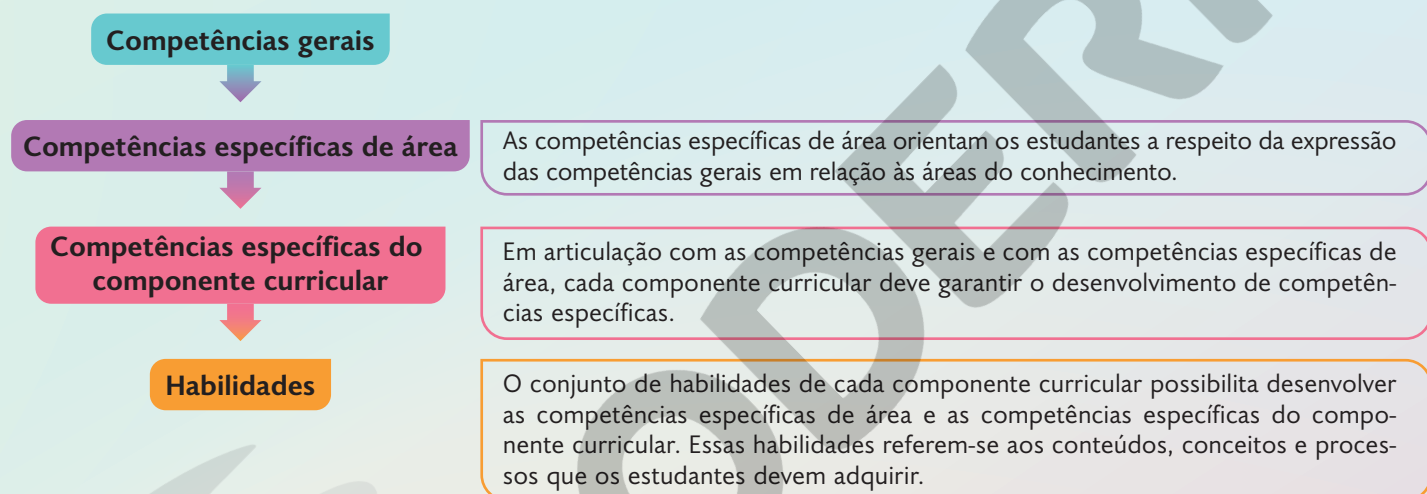 Competências gerais
Competências específicas de área
As competências específicas de área orientam os estudantes a respeito da expressão
das competências gerais em relação às áreas do conhecimento.
Competências específicas do
componente curricular
Em articulação com as competências gerais e com as competências específicas de
área, cada componente curricular deve garantir o desenvolvimento de competên-
cias específicas.
Habilidades
O conjunto de habilidades de cada componente curricular possibilita desenvolver
as competências específicas de área e as competências específicas do compo-
nente curricular. Essas habilidades referem-se aos conteúdos, conceitos e proces-
sos que os estudantes devem adquirir.